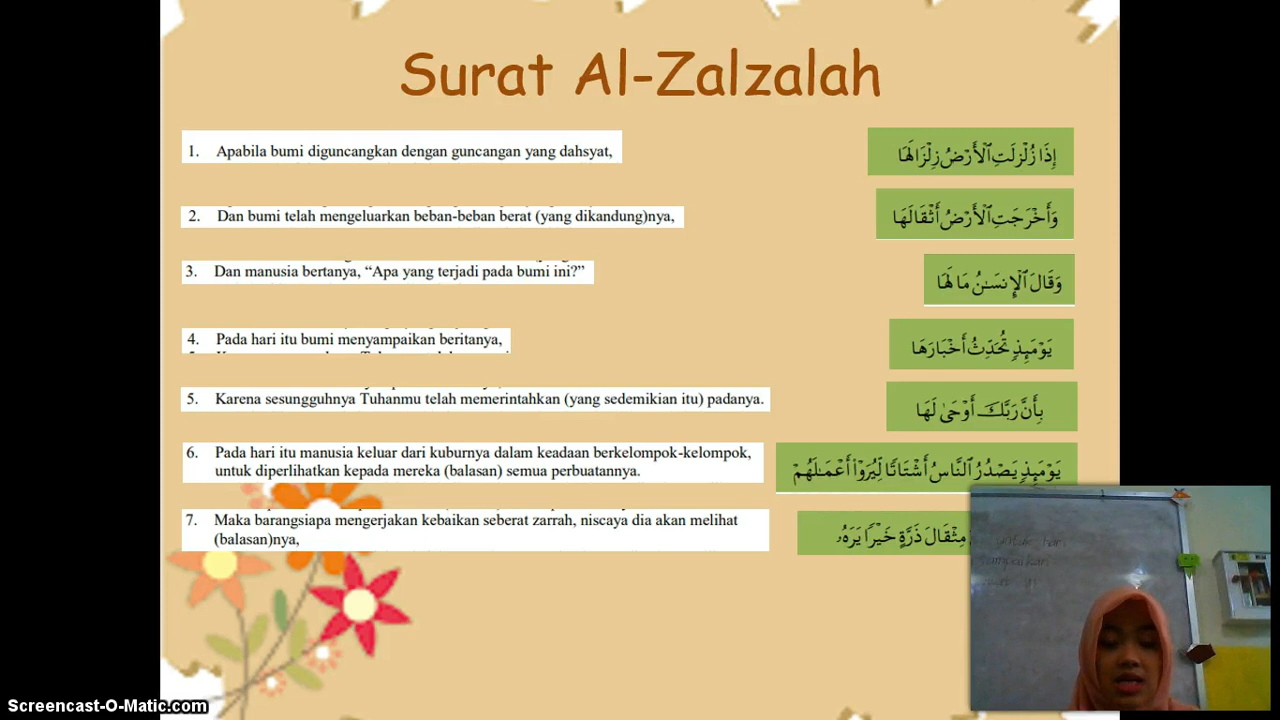 Surat Al-Zalzalah
1. Apabila bumi diguncangkan dengan guncangan yang dahsyat,
إِذَا زُلْزِلَتِ ٱلْأَرْضُ زِلْزَالَهَا
2. Dan bumi telah mengeluarkan beban-beban berat (yang dikandung)nya,
وَأَخْرَجَتِ ٱلْأَرْضُ أَثْقَالَهَا
3. Dan manusia bertanya, “Apa yang terjadi pada bumi ini?”
وَقَالَ ٱلْإِنسَـٰنُ مَا لَهَا
4. Pada hari itu bumi menyampaikan beritanya,
يَوْمَئِذٍ تُحَدِّثُ أَخْبَارَهَا
5. Karena sesungguhnya Tuhanmu telah memerintahkan (yang sedemikian itu) padanya.
بِأَنَّ رَبَّكَ أَوْحَىٰ لَهَا
6. Pada hari itu manusia keluar dari kuburnya dalam keadaan berkelompok-kelompok,
untuk diperlihatkan kepada mereka (balasan) semua perbuatannya.
يَوْمَئِذٍ يَصْدُرُ ٱلنَّاسُ أَشْتَاتًا لِّيُرَوْا۟ أَعْمَـٰلَهُمْ
7. Maka barangsiapa mengerjakan kebaikan seberat zarrah, niscaya dia akan melihat
(balasan)nya,
مِثْقَالَ ذَرَّةٍ خَيْرًا يَرَهُۥ
untuk hari
Screencast-O-Matic.com